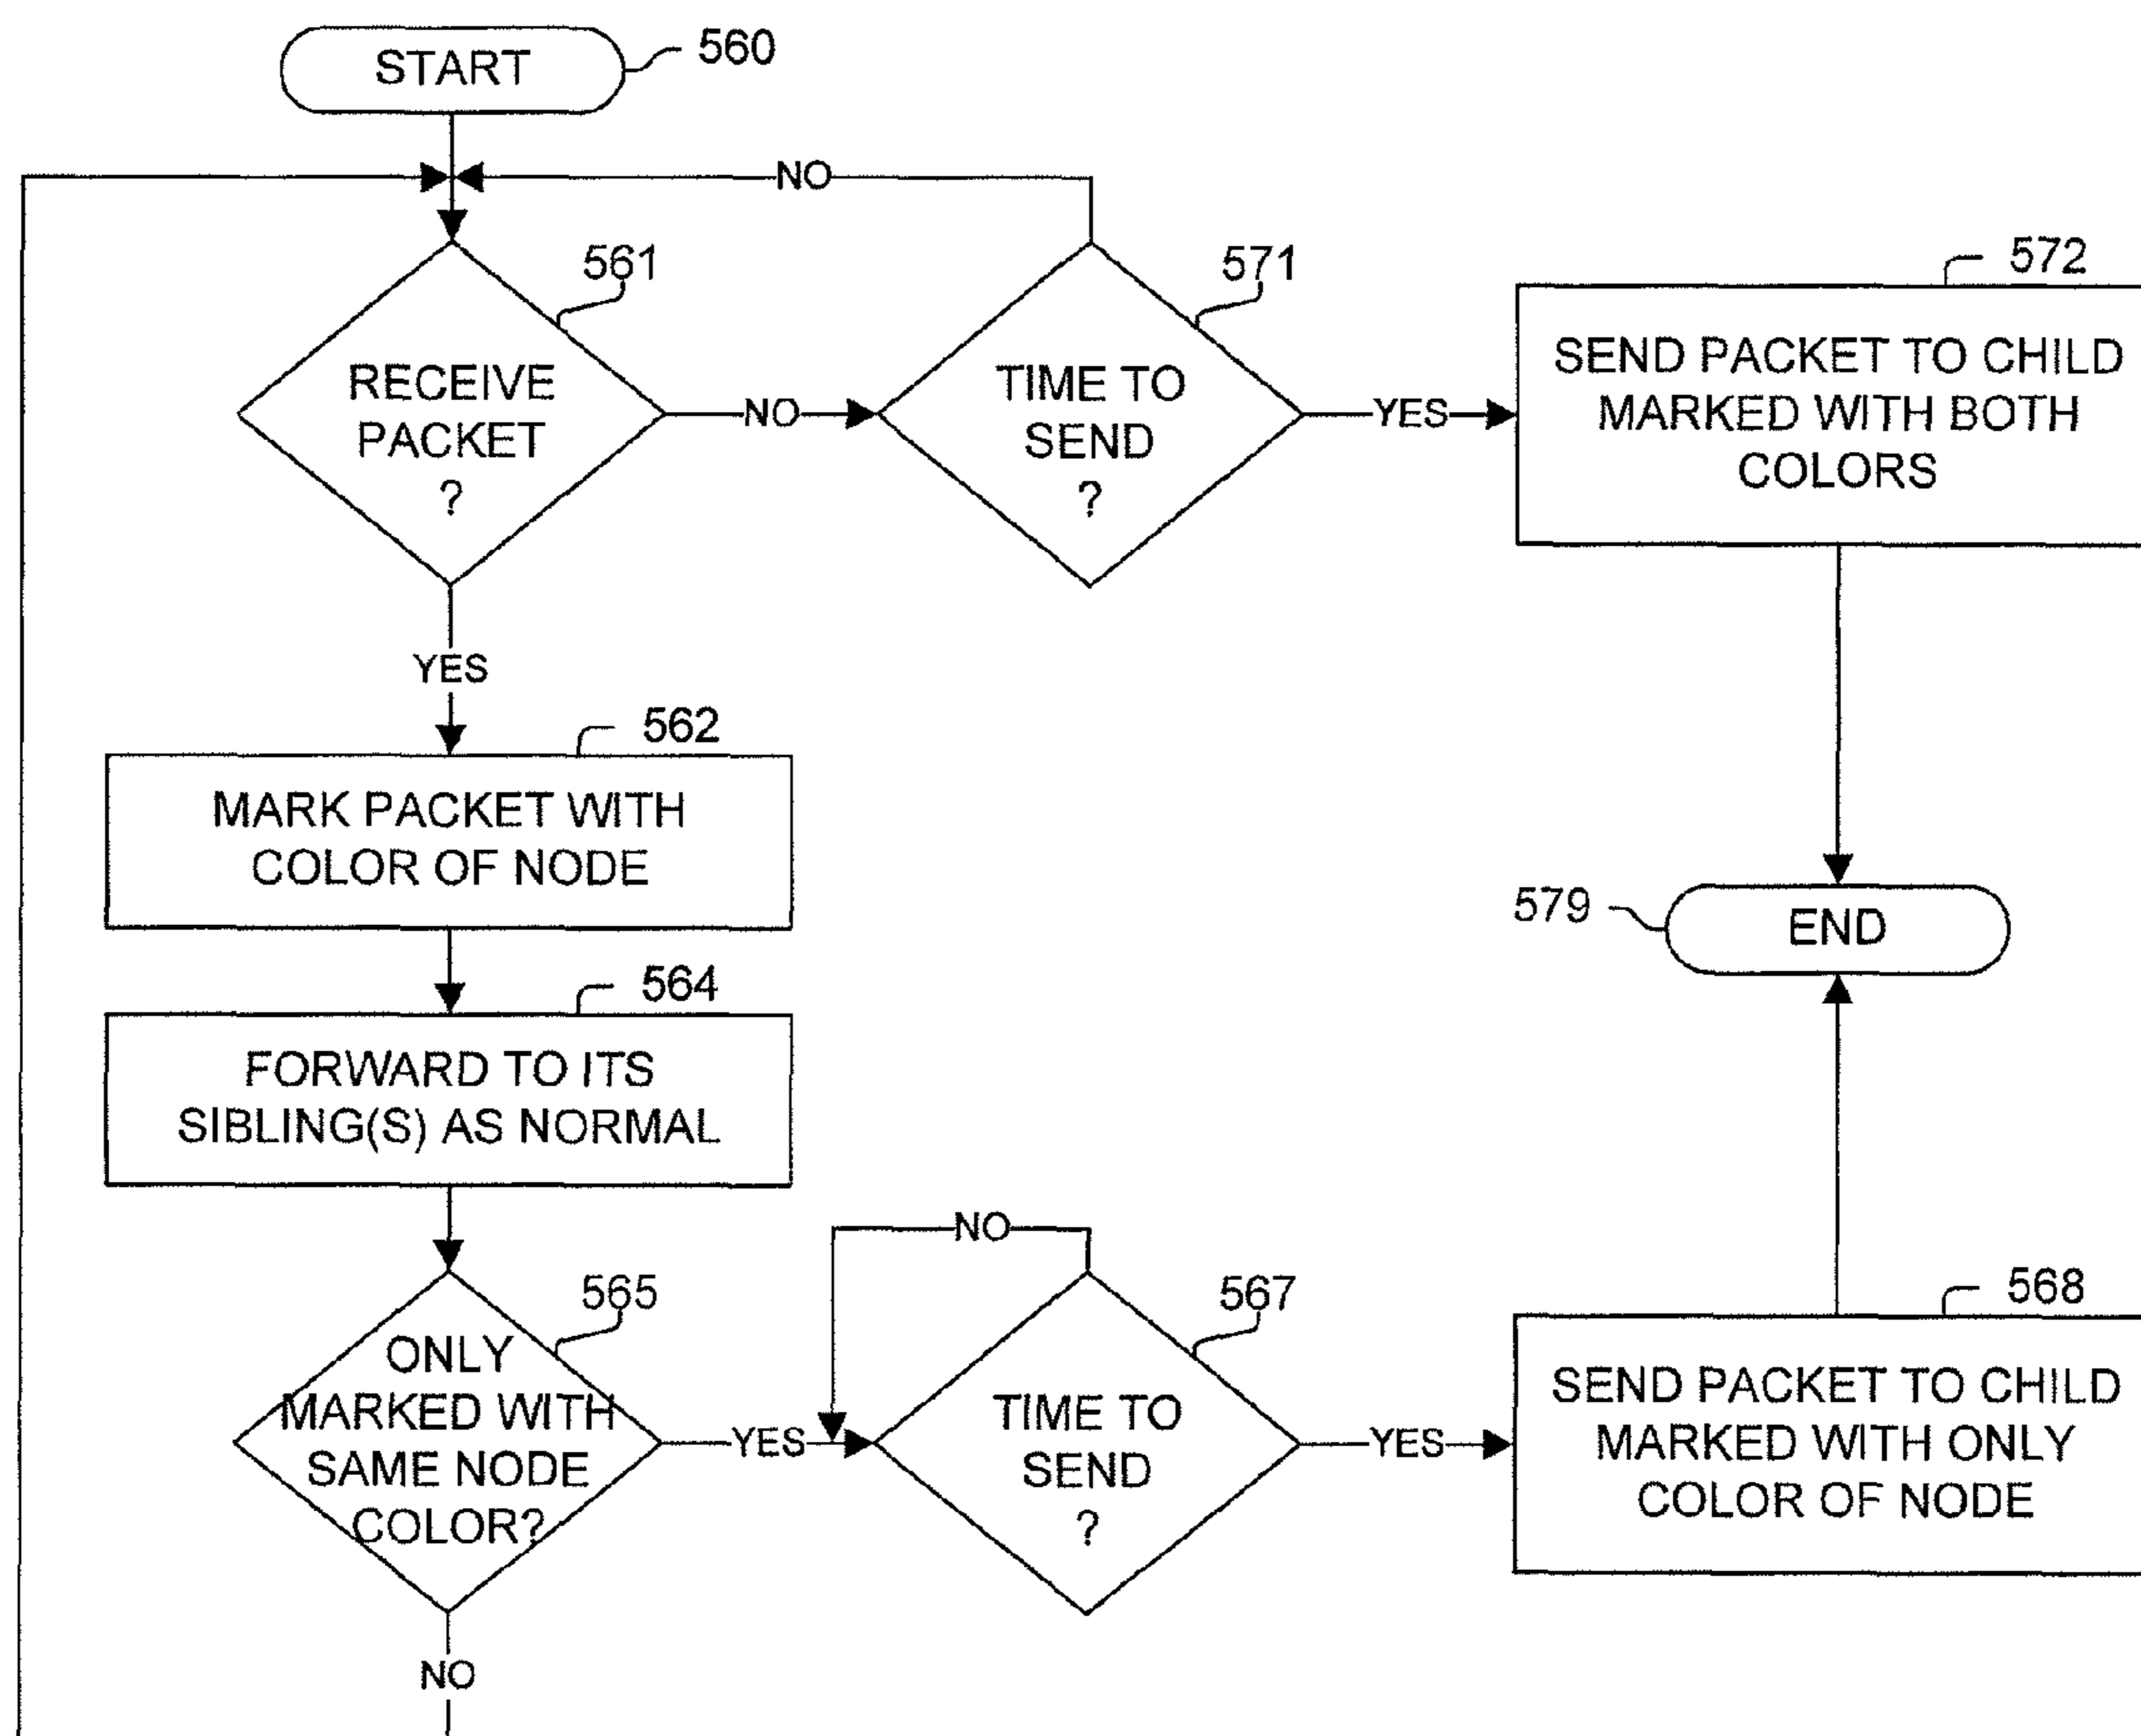 START
560
NO
561
RECEIVE
PACKET
?
NO
571
TIME TO
SEND
?
YES
572
SEND PACKET TO CHILD
MARKED WITH BOTH
COLORS
YES
562
MARK PACKET WITH
COLOR OF NODE
564
FORWARD TO ITS
SIBLING(S) AS NORMAL
579
END
565
ONLY
MARKED WITH
SAME NODE
COLOR?
YES
NO
567
TIME TO
SEND
?
YES
568
SEND PACKET TO CHILD
MARKED WITH ONLY
COLOR OF NODE
NO